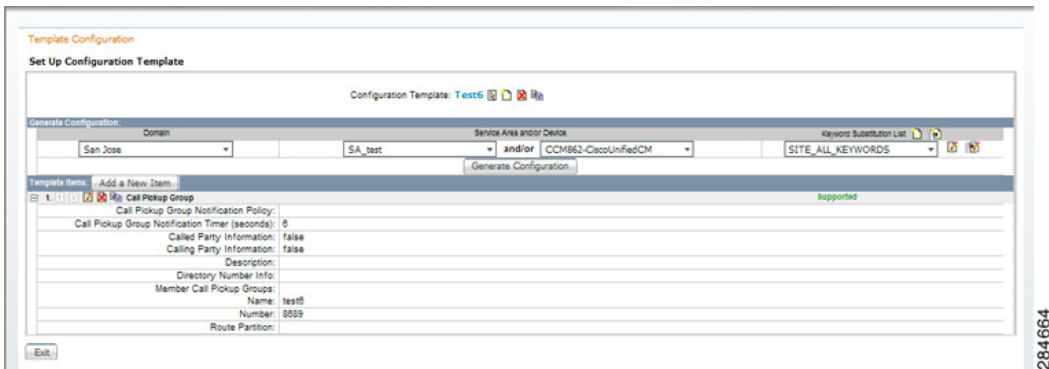 Template Configuration
Set Up Configuration Template
Configuration Template: Test6
Generate Configuration:
Domain Service Area and/or Device Keyword Substitution List
San Jose SA_test and/or CCM862-CiscoUnifiedCM SITE_ALL_KEYWORDS
Generate Configuration
Template Items: Add a New Item
1. Call Pickup Group Supported
Call Pickup Group Notification Policy:
Call Pickup Group Notification Timer (seconds): 6
Called Party Information: false
Calling Party Information: false
Description:
Directory Number Info:
Member Call Pickup Groups:
Name: test6
Number: 8689
Route Partition:
Exit
284664